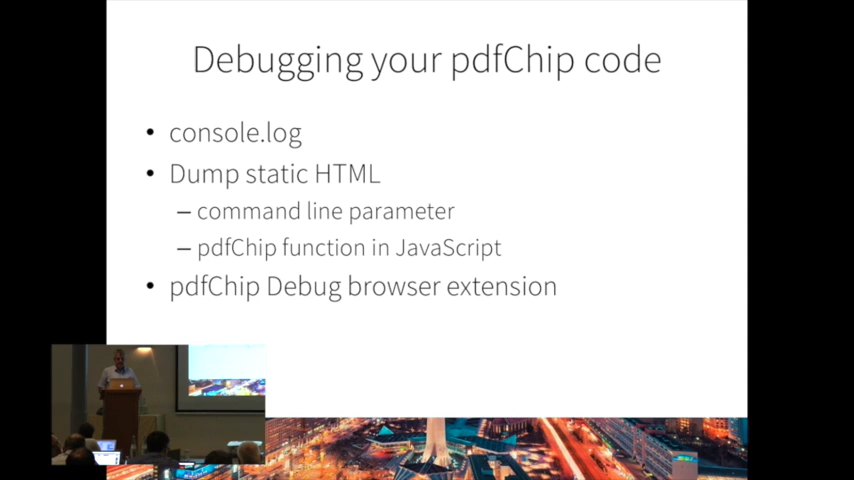 Debugging your pdfChip code
• console.log
• Dump static HTML
– command line parameter
– pdfChip function in JavaScript
• pdfChip Debug browser extension